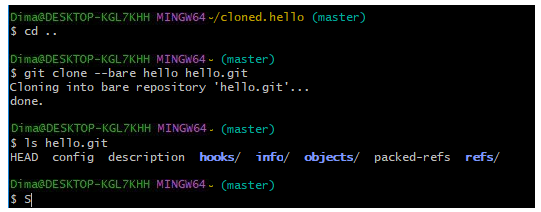 Dima@DESKTOP-KGL7KHH MINGW64 ~/cloned.hello (master)
$ cd ..
Dima@DESKTOP-KGL7KHH MINGW64 ~ (master)
$ git clone --bare hello hello.git
Cloning into bare repository 'hello.git'...
done.
Dima@DESKTOP-KGL7KHH MINGW64 ~ (master)
$ ls hello.git
HEAD config description hooks/ info/ objects/ packed-refs refs/
Dima@DESKTOP-KGL7KHH MINGW64 ~ (master)
$ S